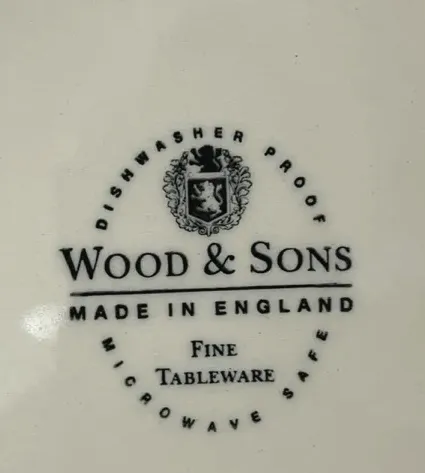 DISHWASHER PROOF
WOOD & SONS
MADE IN ENGLAND
FINE
TABLEWARE
MICROWAVE SAFE